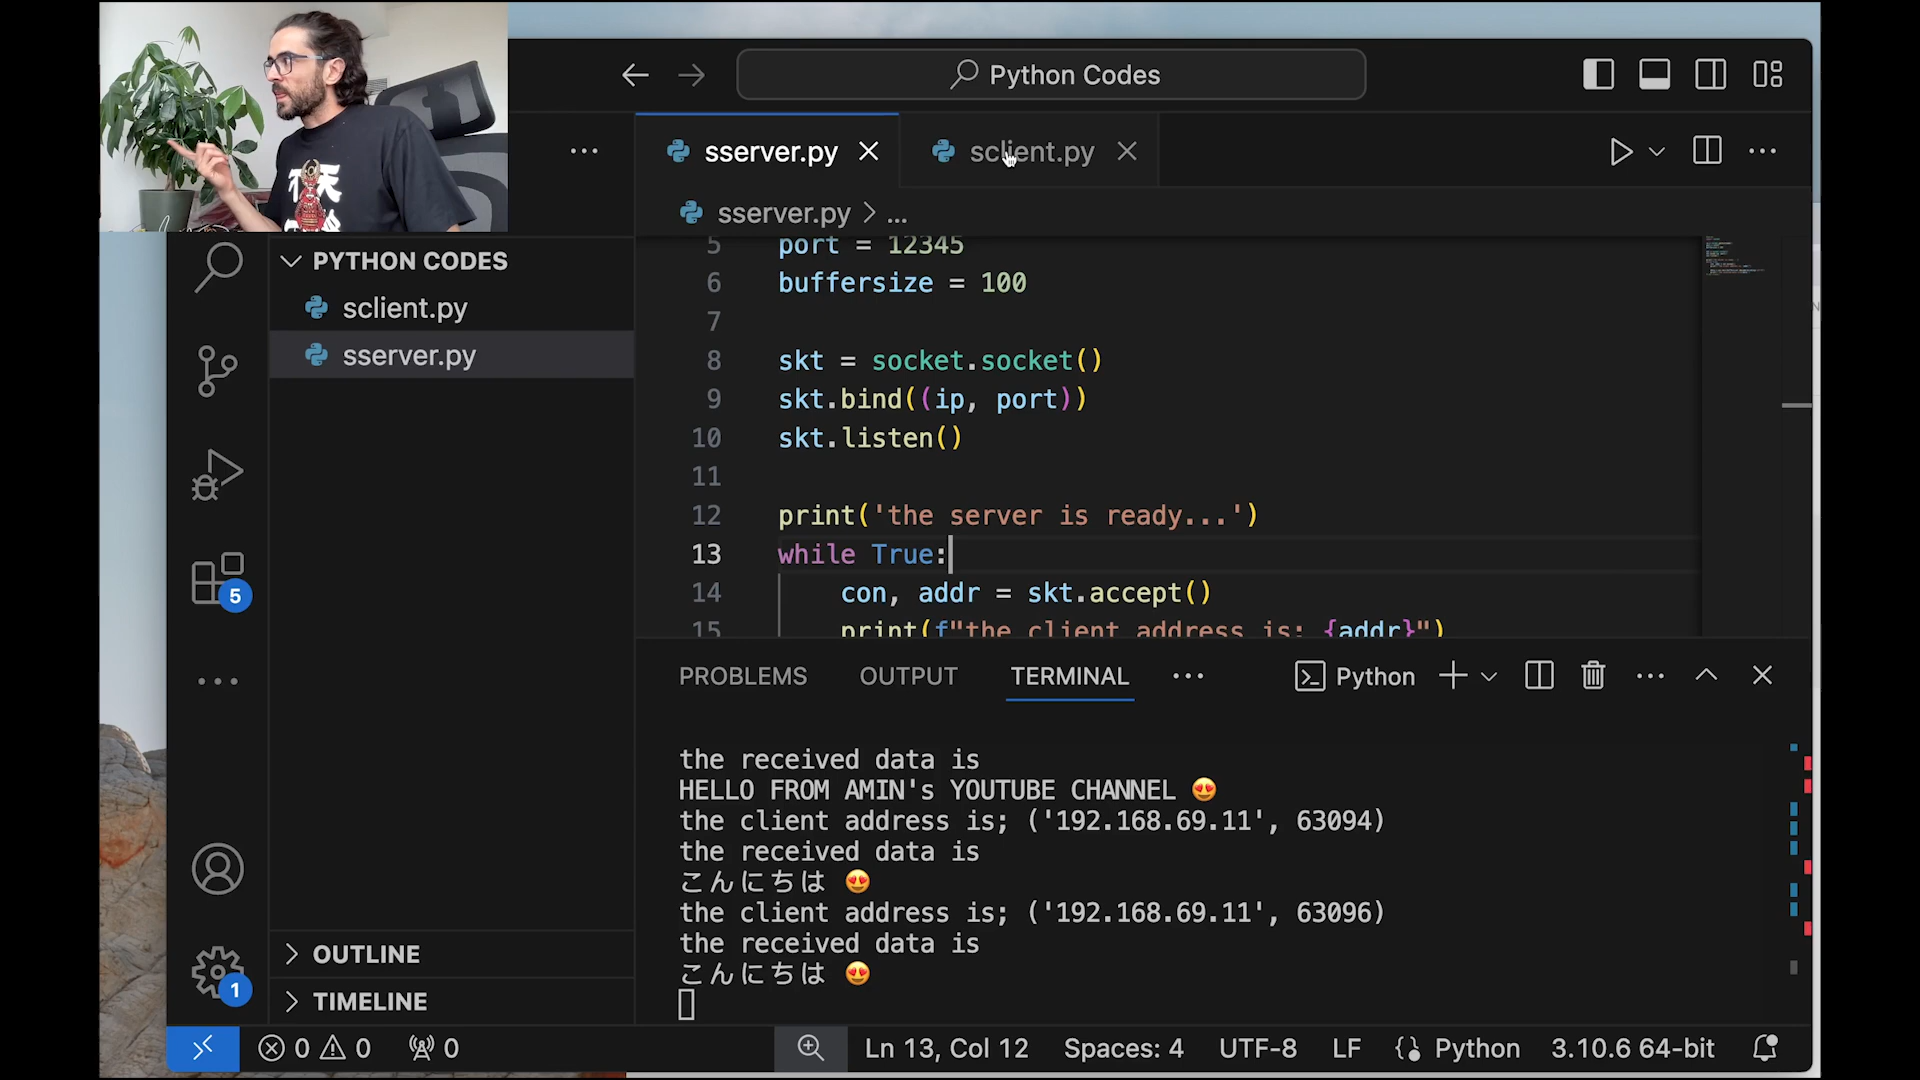 Python Codes
sserver.py
sclient.py
sserver.py > ...
PYTHON CODES
sclient.py
sserver.py
5 port = 12345
6 buffersize = 100
7
8 skt = socket.socket()
9 skt.bind((ip, port))
10 skt.listen()
11
12 print('the server is ready...')
13 while True:
14 con, addr = skt.accept()
15 print(f"the client address is: {addr}")
PROBLEMS OUTPUT TERMINAL ... Python
the received data is
HELLO FROM AMIN's YOUTUBE CHANNEL 😍
the client address is; ('192.168.69.11', 63094)
the received data is
こんにちは 😍
the client address is; ('192.168.69.11', 63096)
the received data is
こんにちは 😍
5
1
OUTLINE
TIMELINE
0 0 0 Ln 13, Col 12 Spaces: 4 UTF-8 LF Python 3.10.6 64-bit